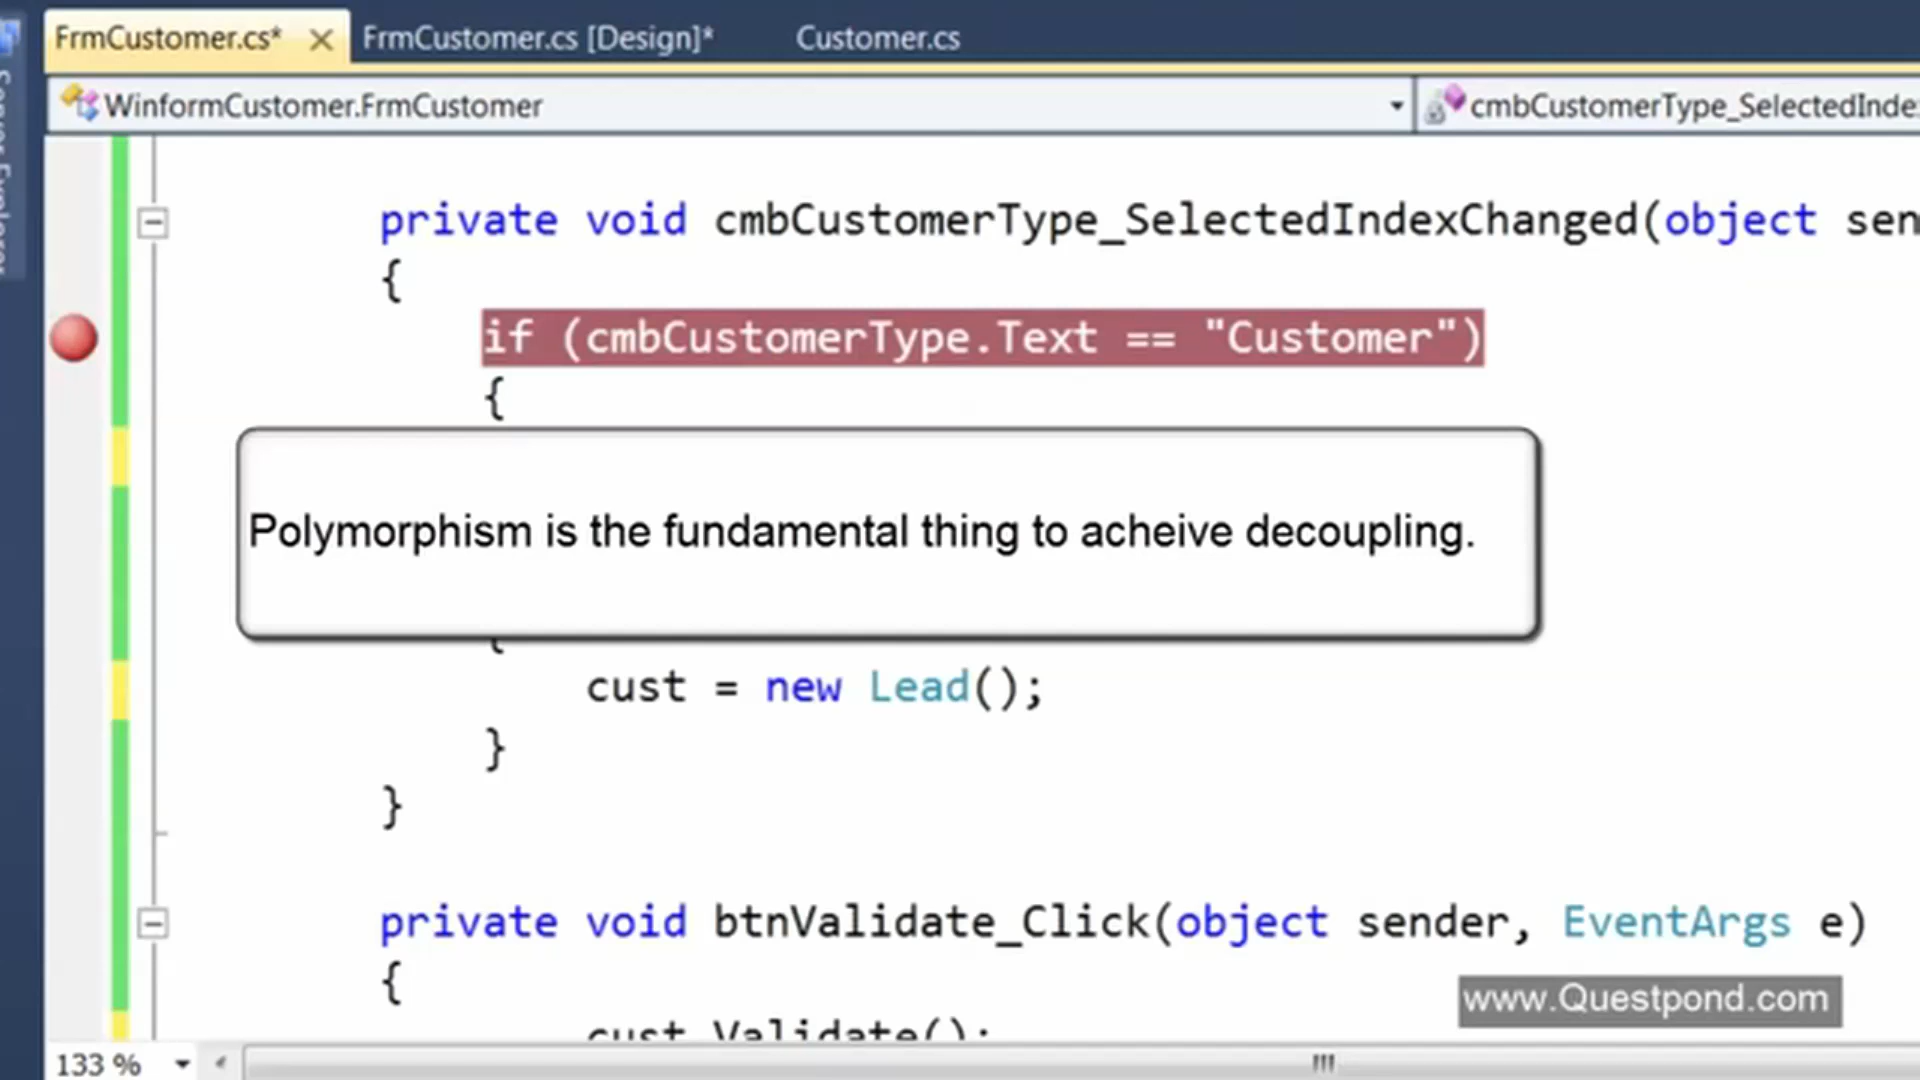 FrmCustomer.cs* FrmCustomer.cs [Design]* Customer.cs
WinformCustomer.FrmCustomer cmbCustomerType_SelectedInde
private void cmbCustomerType_SelectedIndexChanged(object sen
{
if (cmbCustomerType.Text == "Customer")
{
Polymorphism is the fundamental thing to acheive decoupling.
{
cust = new Lead();
}
}
private void btnValidate_Click(object sender, EventArgs e)
{
www.Questpond.com
cust.Validate();
133 %